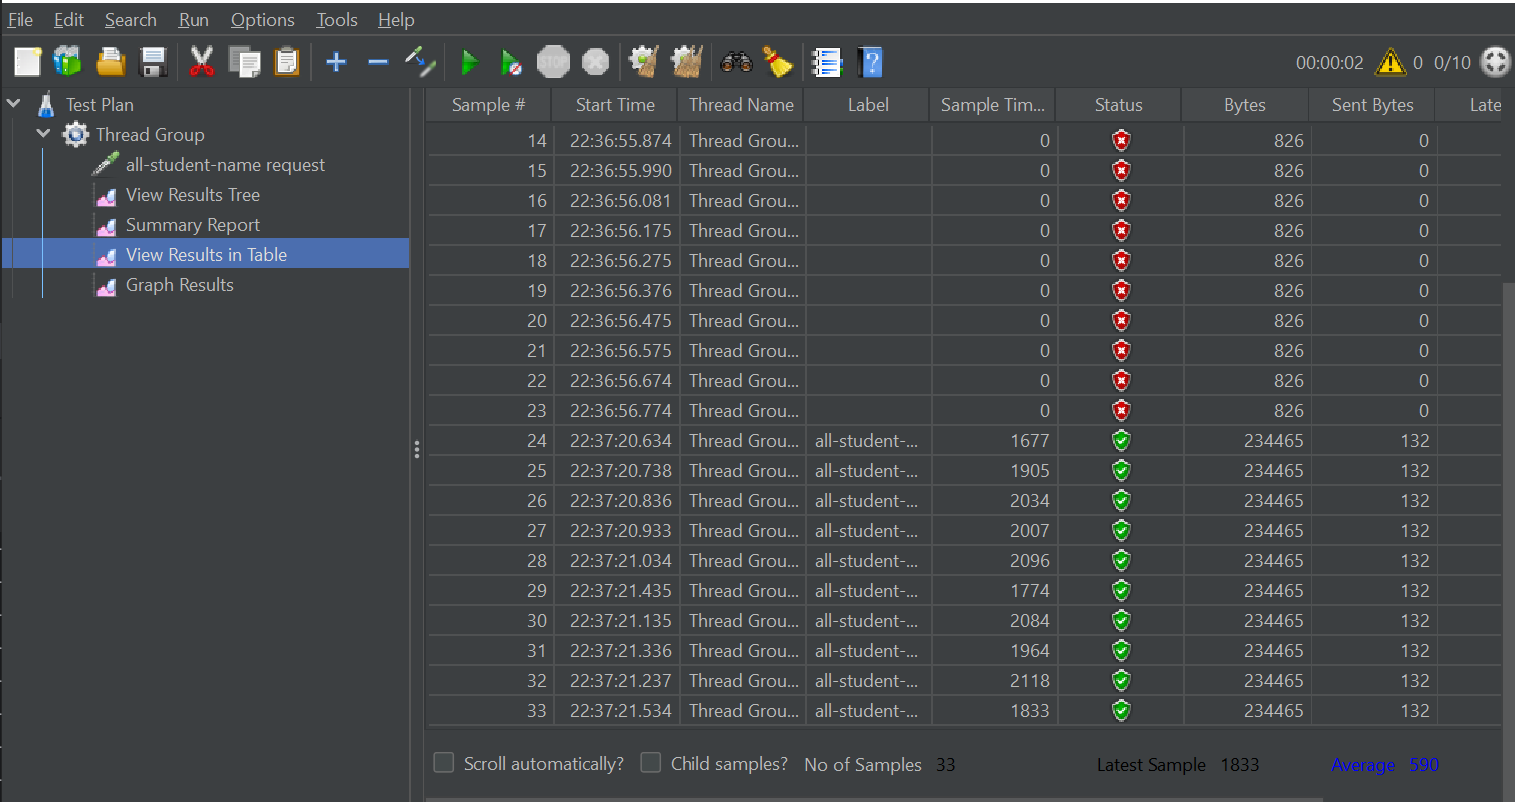 File Edit Search Run Options Tools Help
STOP 00:00:02 0 0/10
Test Plan
Thread Group
all-student-name request
View Results Tree
Summary Report
View Results in Table
Graph Results
Sample # Start Time Thread Name Label Sample Tim... Status Bytes Sent Bytes Late
14 22:36:55.874 Thread Grou... 0 826 0
15 22:36:55.990 Thread Grou... 0 826 0
16 22:36:56.081 Thread Grou... 0 826 0
17 22:36:56.175 Thread Grou... 0 826 0
18 22:36:56.275 Thread Grou... 0 826 0
19 22:36:56.376 Thread Grou... 0 826 0
20 22:36:56.475 Thread Grou... 0 826 0
21 22:36:56.575 Thread Grou... 0 826 0
22 22:36:56.674 Thread Grou... 0 826 0
23 22:36:56.774 Thread Grou... 0 826 0
24 22:37:20.634 Thread Grou... all-student-... 1677 234465 132
25 22:37:20.738 Thread Grou... all-student-... 1905 234465 132
26 22:37:20.836 Thread Grou... all-student-... 2034 234465 132
27 22:37:20.933 Thread Grou... all-student-... 2007 234465 132
28 22:37:21.034 Thread Grou... all-student-... 2096 234465 132
29 22:37:21.435 Thread Grou... all-student-... 1774 234465 132
30 22:37:21.135 Thread Grou... all-student-... 2084 234465 132
31 22:37:21.336 Thread Grou... all-student-... 1964 234465 132
32 22:37:21.237 Thread Grou... all-student-... 2118 234465 132
33 22:37:21.534 Thread Grou... all-student-... 1833 234465 132
Scroll automatically? Child samples? No of Samples 33 Latest Sample 1833 Average 590